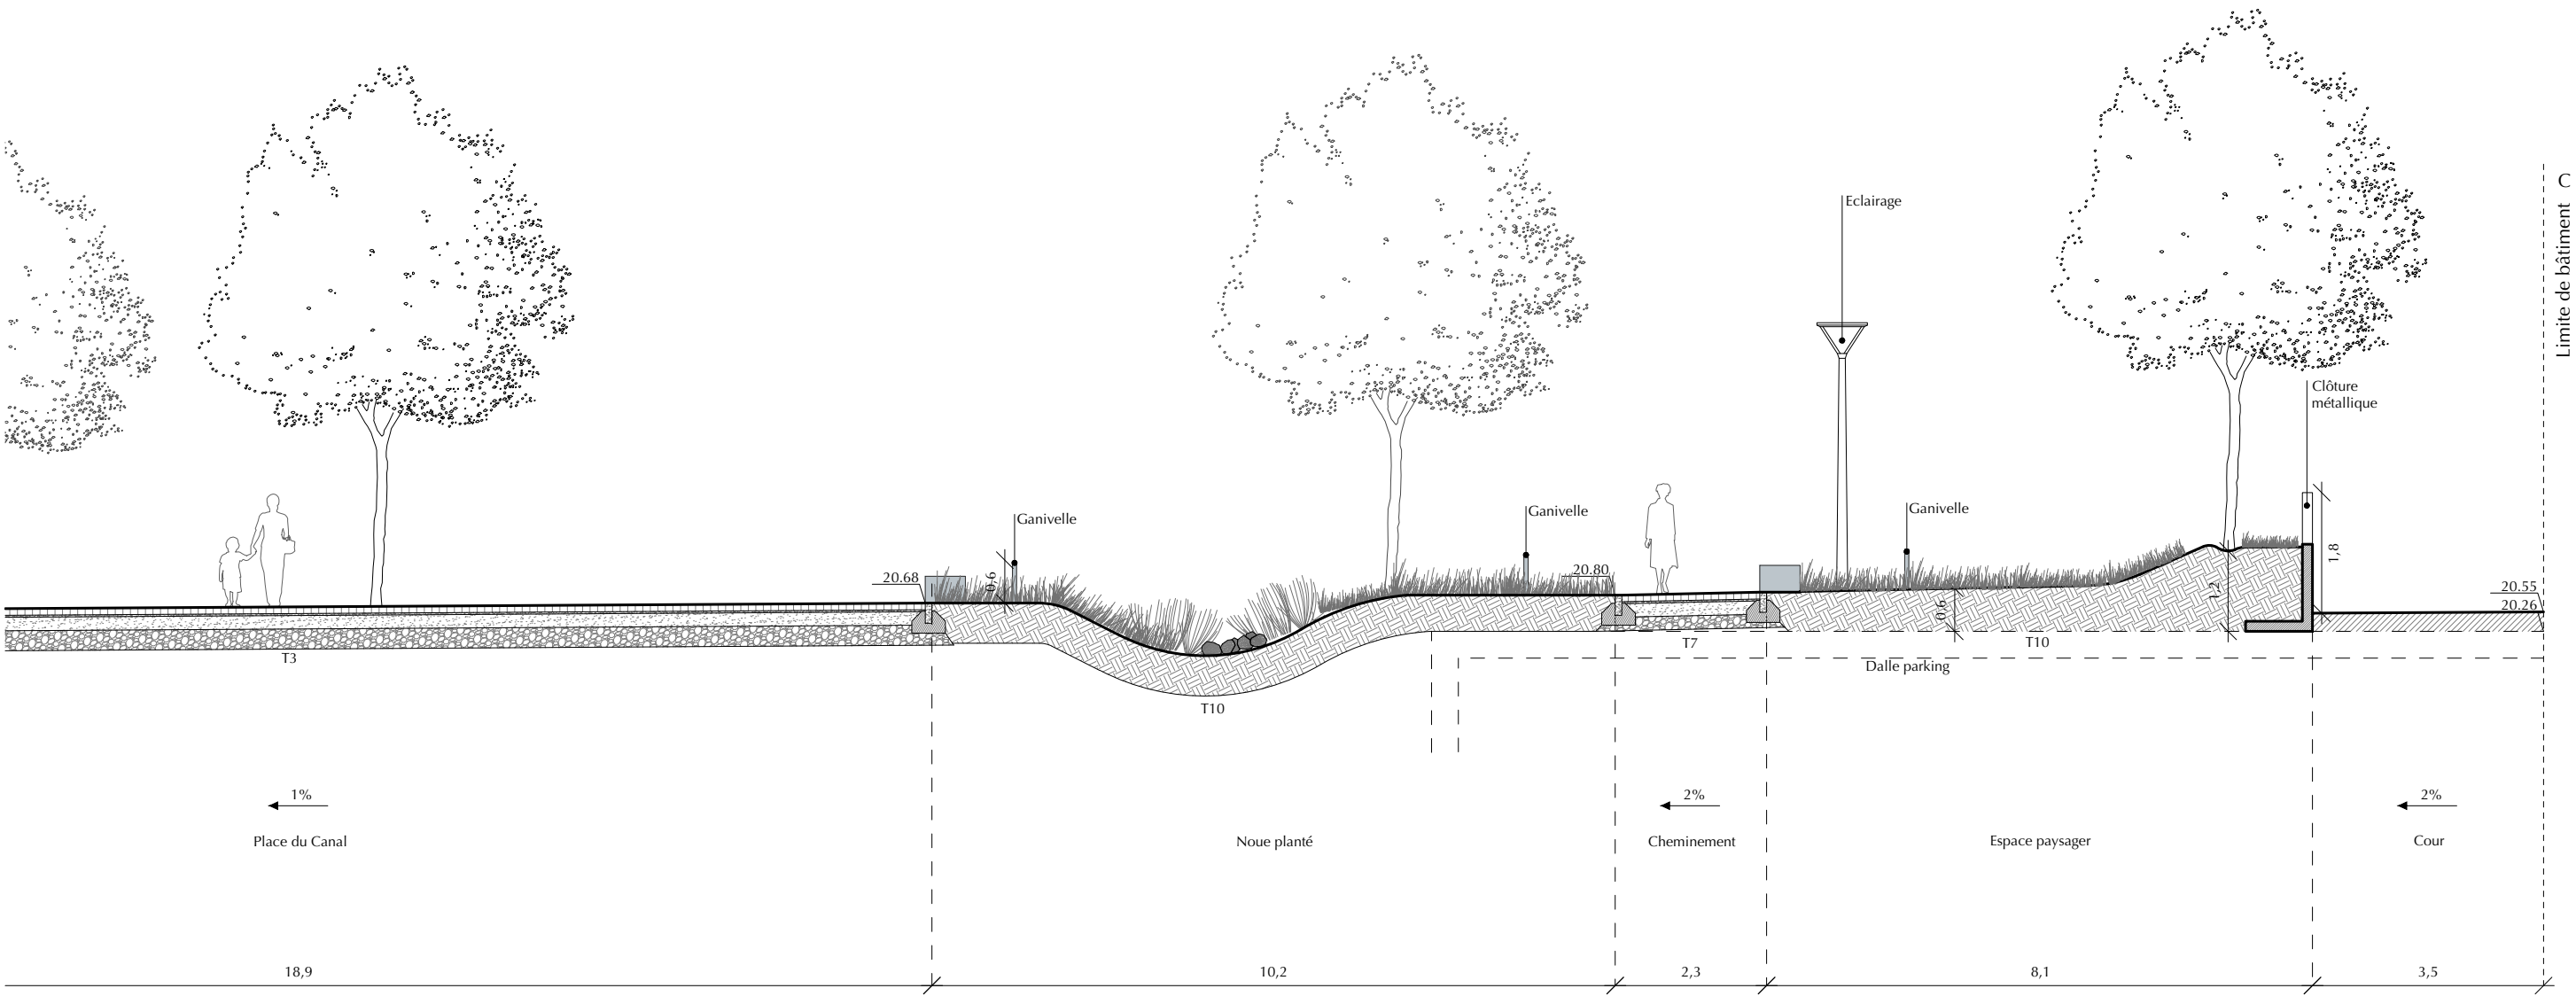 C
Limite de bâtiment
Eclairage
Clôture
métallique
Ganivelle
Ganivelle
Ganivelle
20.68
0,6
20.80
1,8
1,2
0,6
20.55
20.26
T3
T10
T7
T10
Dalle parking
1%
2%
2%
Place du Canal
Noue planté
Cheminement
Espace paysager
Cour
18,9
10,2
2,3
8,1
3,5